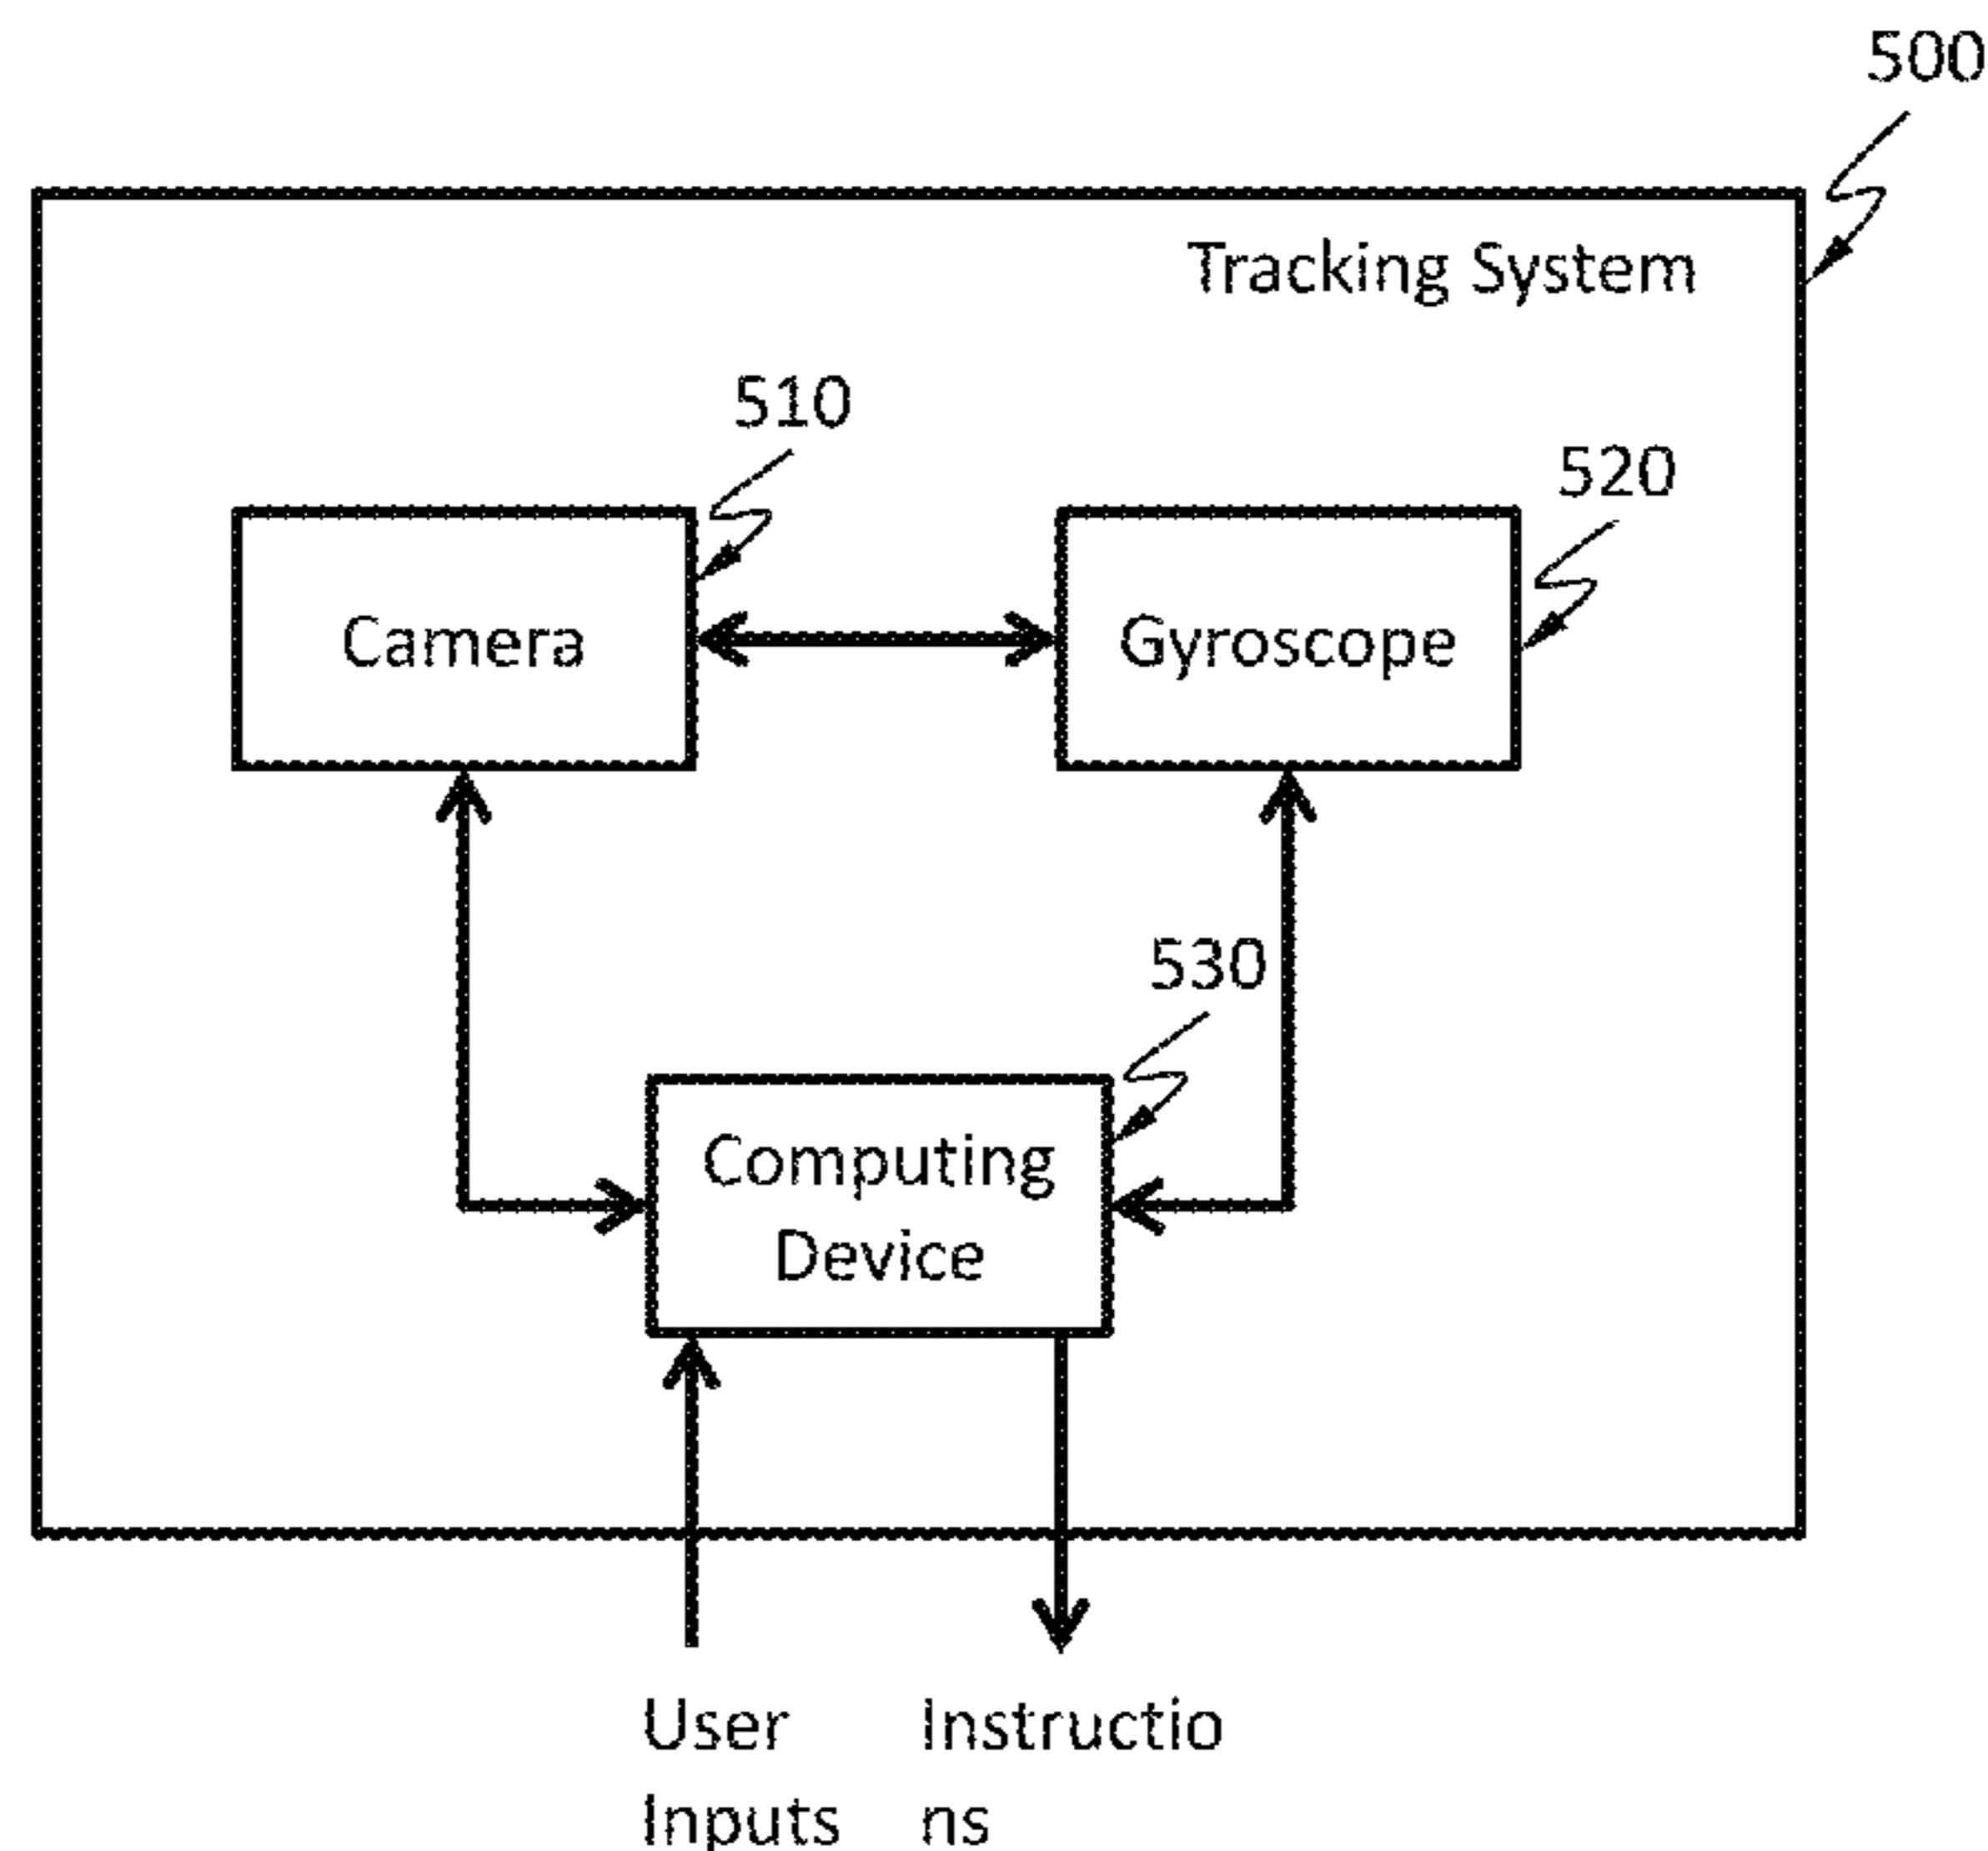 500
Tracking System
510
520
Camera
Gyroscope
530
Computing
Device
User
Inputs
Instructio
ns